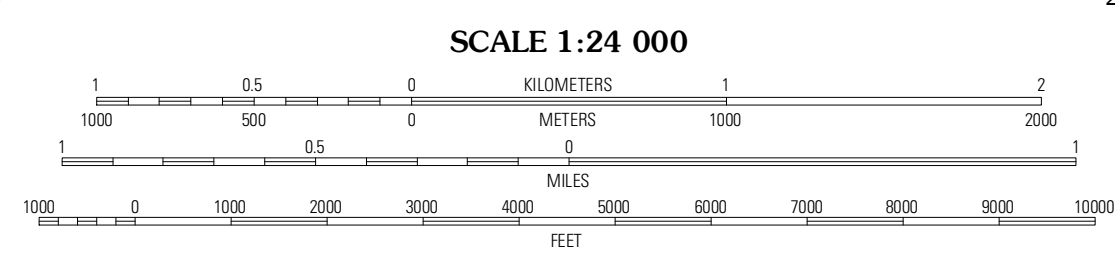 SCALE 1:24 000
1 0.5 0 KILOMETERS 1 2
1000 500 0 METERS 1000 2000
1 0.5 0 1
MILES
1000 0 1000 2000 3000 4000 5000 6000 7000 8000 9000 10000
FEET